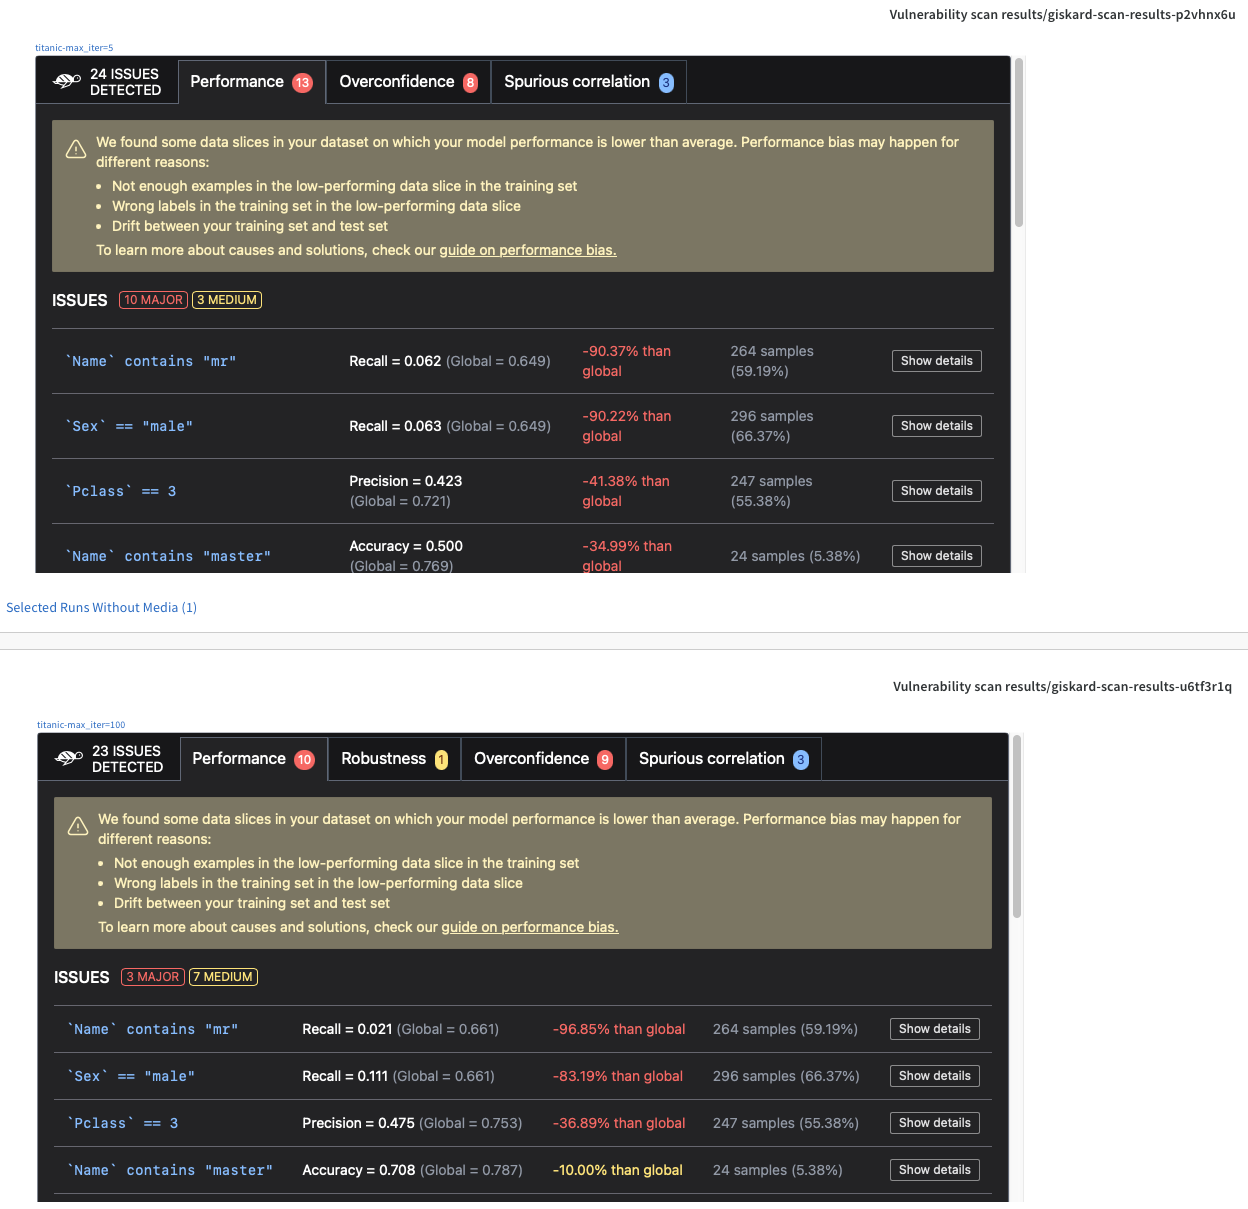 Vulnerability scan results/giskard-scan-results-p2vhnx6u
titanic-max_iter=5
24 ISSUES
DETECTED
Performance 13
Overconfidence 8
Spurious correlation 3
We found some data slices in your dataset on which your model performance is lower than average. Performance bias may happen for
different reasons:
• Not enough examples in the low-performing data slice in the training set
• Wrong labels in the training set in the low-performing data slice
• Drift between your training set and test set
To learn more about causes and solutions, check our guide on performance bias.
ISSUES 10 MAJOR 3 MEDIUM
`Name` contains "mr"
Recall = 0.062 (Global = 0.649)
-90.37% than
global
264 samples
(59.19%)
Show details
`Sex` == "male"
Recall = 0.063 (Global = 0.649)
-90.22% than
global
296 samples
(66.37%)
Show details
`Pclass` == 3
Precision = 0.423
(Global = 0.721)
-41.38% than
global
247 samples
(55.38%)
Show details
`Name` contains "master"
Accuracy = 0.500
(Global = 0.769)
-34.99% than
global
24 samples (5.38%)
Show details
Selected Runs Without Media (1)
Vulnerability scan results/giskard-scan-results-u6tf3r1q
titanic-max_iter=100
23 ISSUES
DETECTED
Performance 10
Robustness 1
Overconfidence 9
Spurious correlation 3
We found some data slices in your dataset on which your model performance is lower than average. Performance bias may happen for
different reasons:
• Not enough examples in the low-performing data slice in the training set
• Wrong labels in the training set in the low-performing data slice
• Drift between your training set and test set
To learn more about causes and solutions, check our guide on performance bias.
ISSUES 3 MAJOR 7 MEDIUM
`Name` contains "mr" Recall = 0.021 (Global = 0.661) -96.85% than global 264 samples (59.19%) Show details
`Sex` == "male" Recall = 0.111 (Global = 0.661) -83.19% than global 296 samples (66.37%) Show details
`Pclass` == 3 Precision = 0.475 (Global = 0.753) -36.89% than global 247 samples (55.38%) Show details
`Name` contains "master" Accuracy = 0.708 (Global = 0.787) -10.00% than global 24 samples (5.38%) Show details